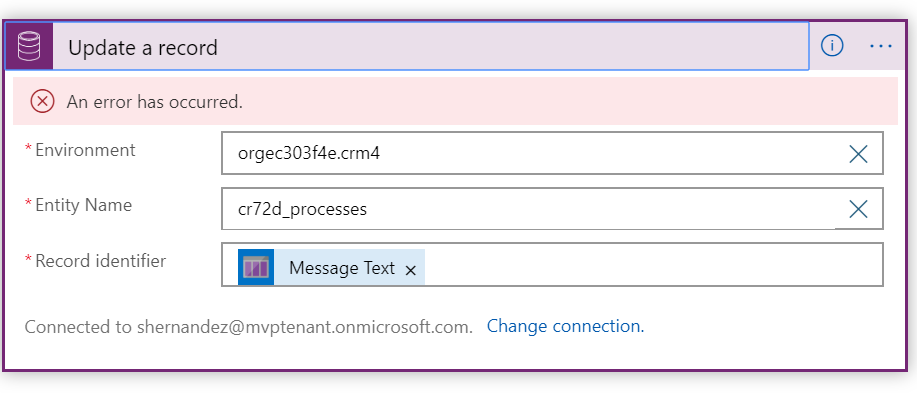 Update a record
An error has occurred.
*Environment orgec303f4e.crm4
*Entity Name cr72d_processes
*Record identifier Message Text ×
Connected to shernandez@mvptenant.onmicrosoft.com. Change connection.